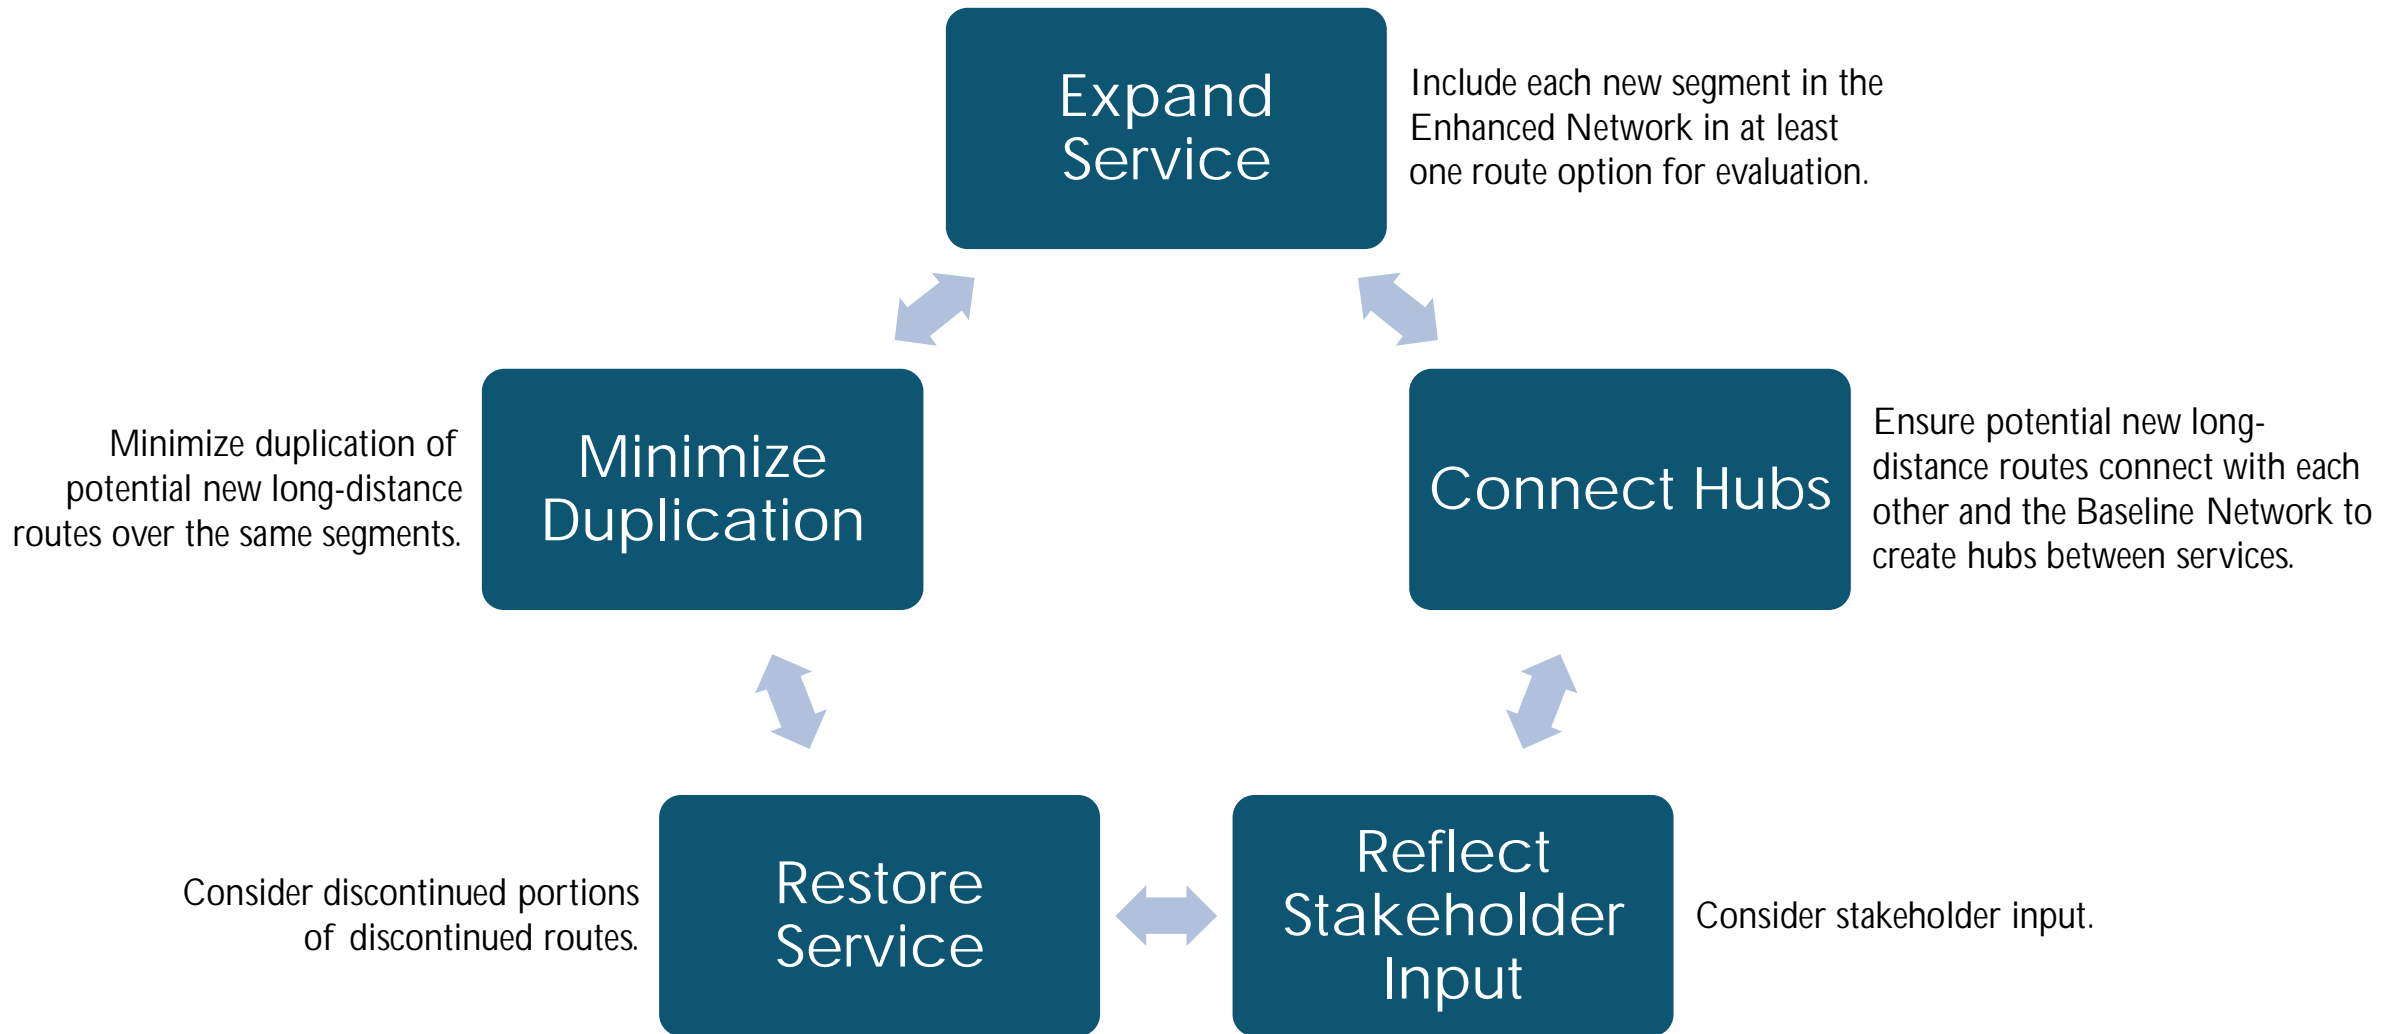 Expand
Service
Include each new segment in the
Enhanced Network in at least
one route option for evaluation.
Connect Hubs
Ensure potential new long-
distance routes connect with each
other and the Baseline Network to
create hubs between services.
Reflect
Stakeholder
Input
Consider stakeholder input.
Restore
Service
Consider discontinued portions
of discontinued routes.
Minimize
Duplication
Minimize duplication of
potential new long-distance
routes over the same segments.